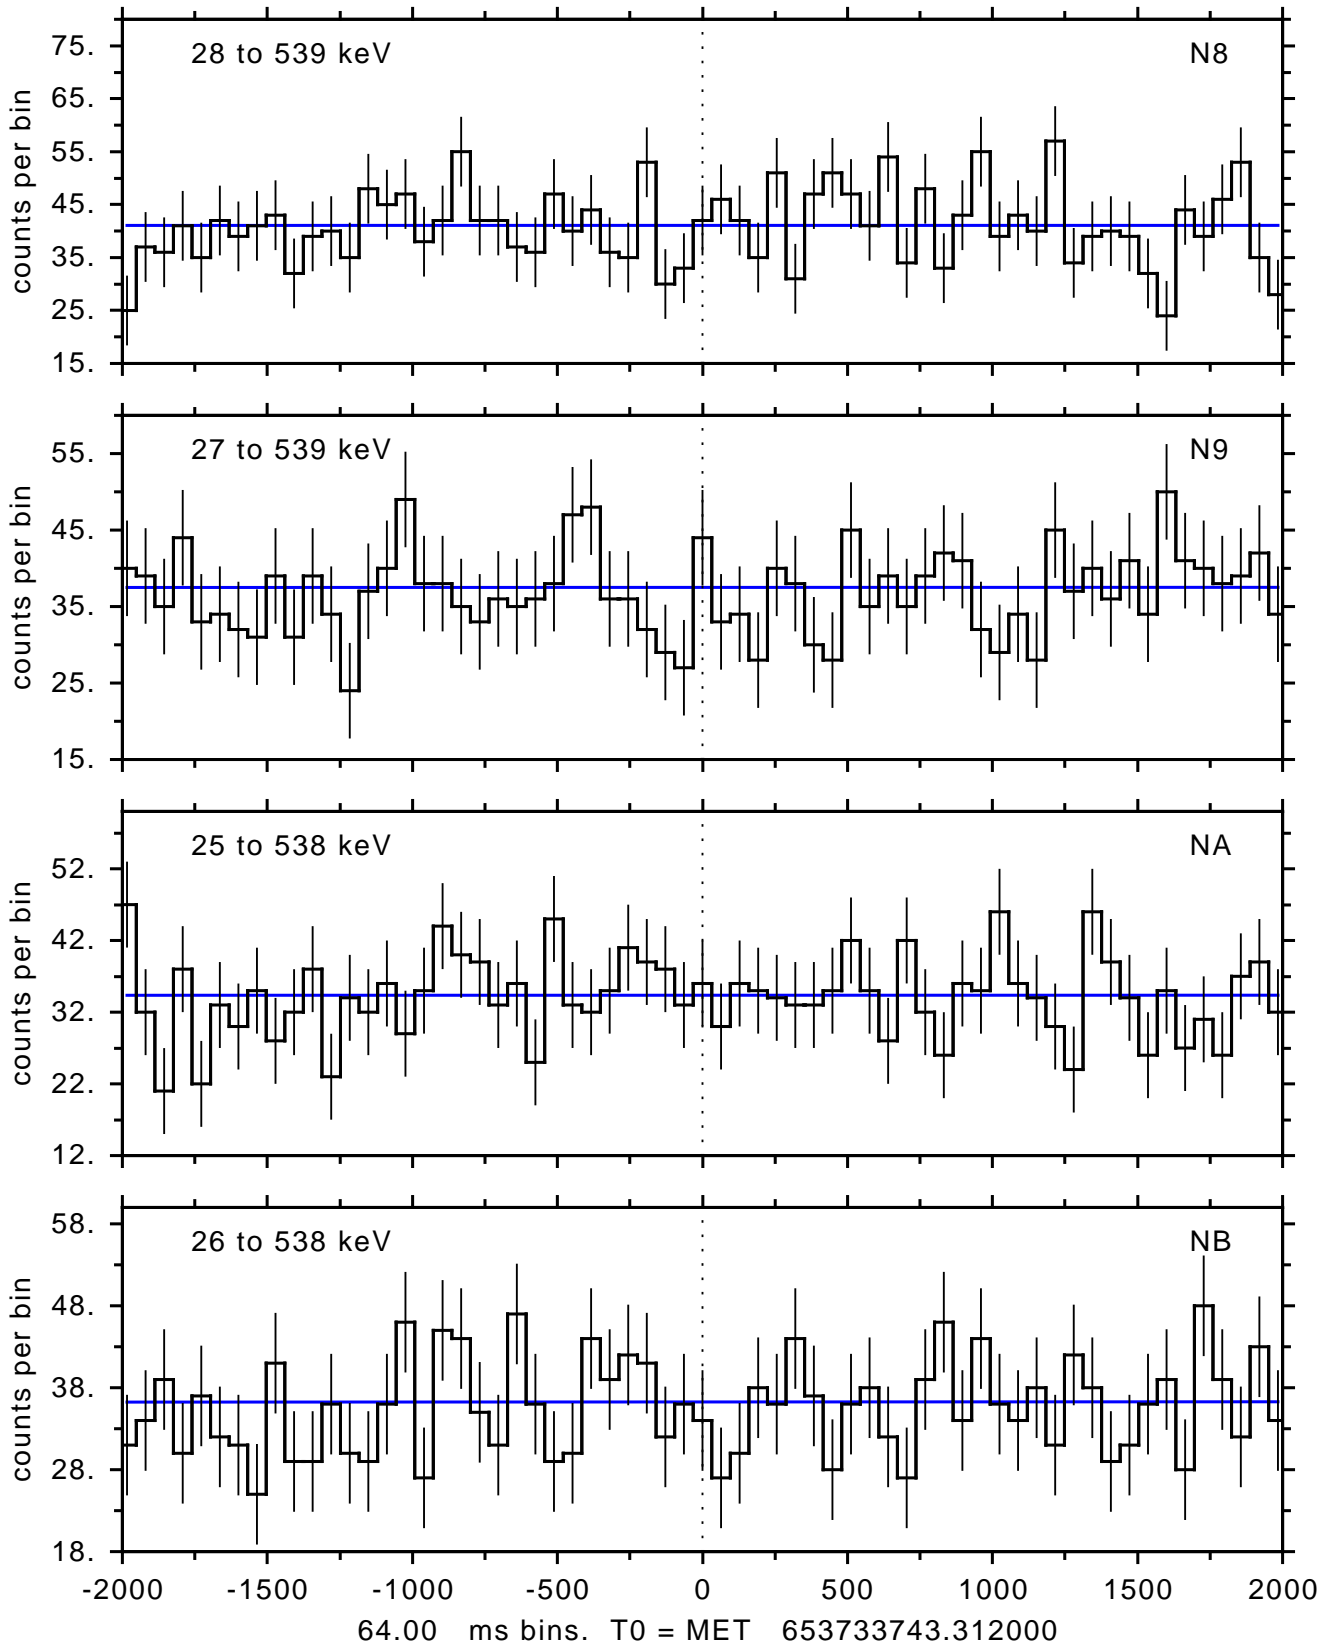 28 to 539 keV N8
75.
65.
55.
45.
35.
25.
15.
counts per bin
27 to 539 keV N9
55.
45.
35.
25.
15.
counts per bin
25 to 538 keV NA
52.
42.
32.
22.
12.
counts per bin
26 to 538 keV NB
58.
48.
38.
28.
18.
counts per bin
-2000 -1500 -1000 -500 0 500 1000 1500 2000
64.00 ms bins. T0 = MET 653733743.312000